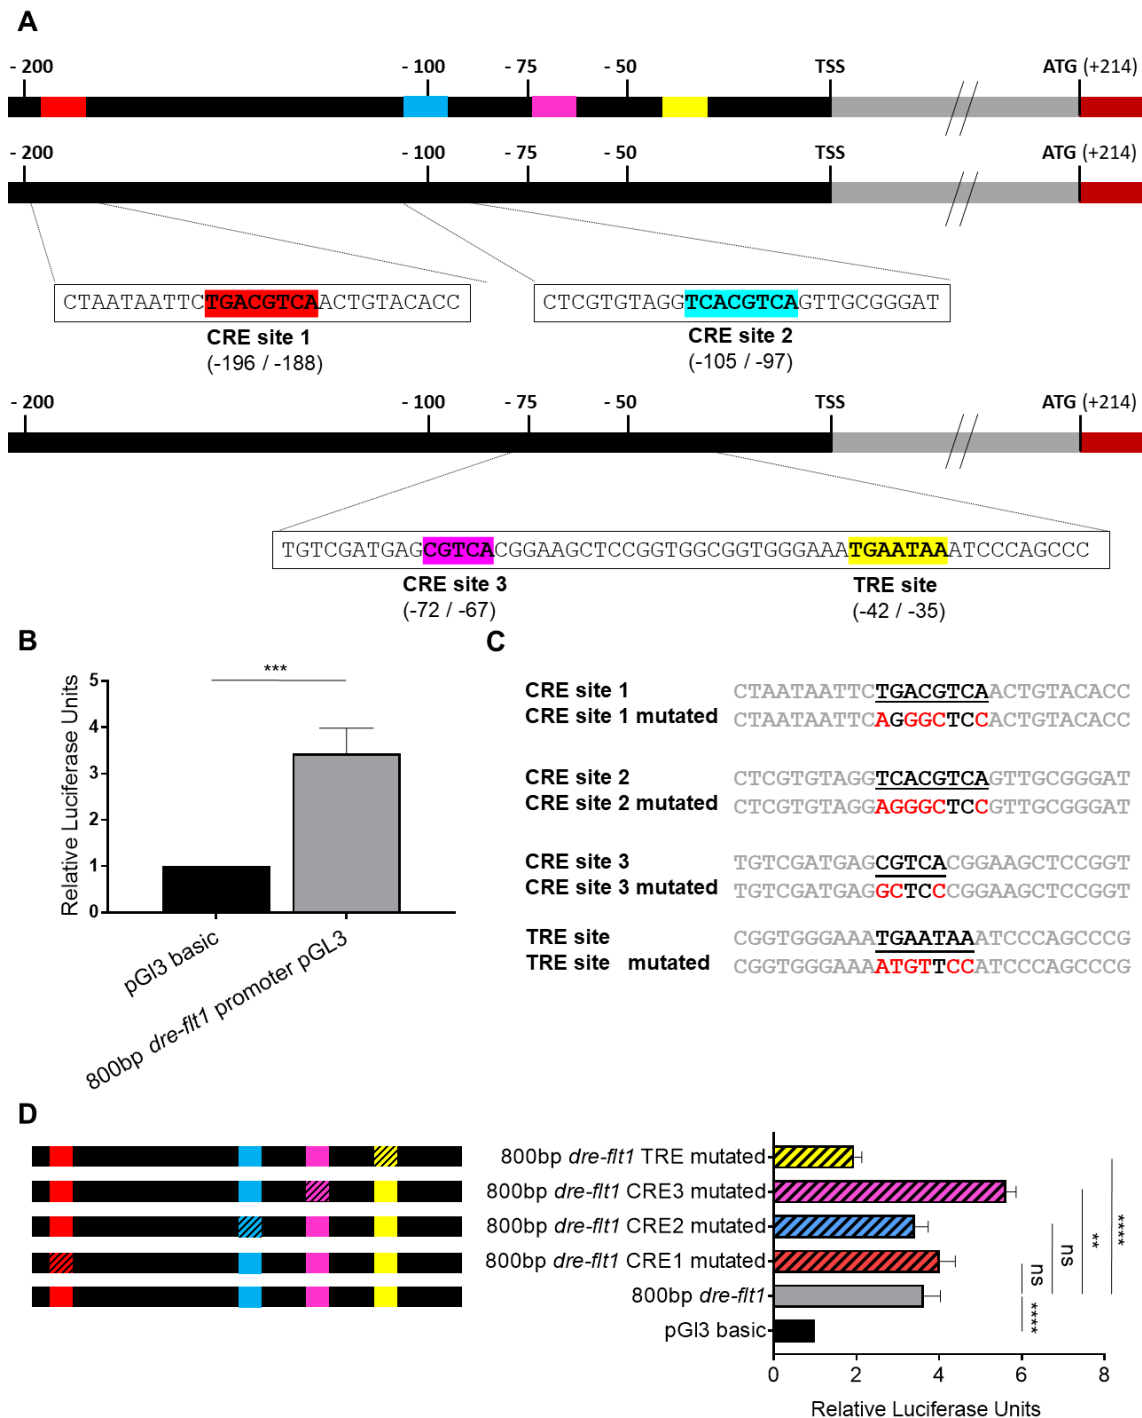 A
- 200 - 100 - 75 - 50 TSS ATG (+214)
- 200 - 100 - 75 - 50 TSS ATG (+214)
CTAATAATTCTGACGTCAACTGTACACC CTCGTGTAGGTCACGTCAGTTGCGGGAT
CRE site 1 CRE site 2
(-196 / -188) (-105 / -97)
- 200 - 100 - 75 - 50 TSS ATG (+214)
TGTCGATGAGCGTCACGGAAGCTCCGGTGGCGGTGGGAAATGAATAAATCCCAGCCC
CRE site 3 TRE site
(-72 / -67) (-42 / -35)
B
***
5
4
3
2
1
0
Relative Luciferase Units
pGl3 basic
800bp dre-flt1 promoter pGL3
C
CRE site 1 CTAATAATTCTGACGTCAACTGTACACC
CRE site 1 mutated CTAATAATTCAGGGCTCCACTGTACACC
CRE site 2 CTCGTGTAGGTCACGTCAGTTGCGGGAT
CRE site 2 mutated CTCGTGTAGGAGGGCTCCGTTGCGGGAT
CRE site 3 TGTCGATGAGCGTCACGGAAGCTCCGGT
CRE site 3 mutated TGTCGATGAGGCTCCCGGAAGCTCCGGT
TRE site CGGTGGGAAATGAATAAATCCCAGCCCG
TRE site mutated CGGTGGGAAAATGTTCCATCCCAGCCCG
D
800bp dre-flt1 TRE mutated
800bp dre-flt1 CRE3 mutated
800bp dre-flt1 CRE2 mutated
800bp dre-flt1 CRE1 mutated
800bp dre-flt1
pGl3 basic
ns
****
ns
**
****
0 2 4 6 8
Relative Luciferase Units